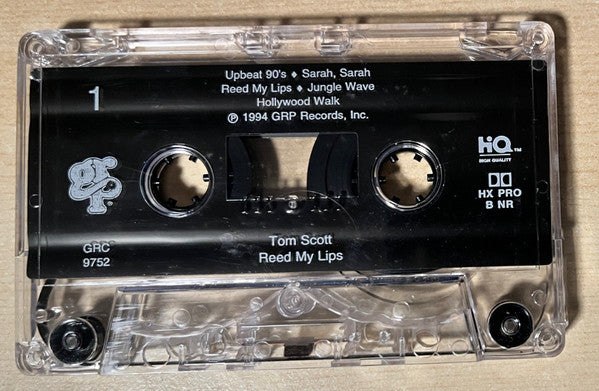 Upbeat 90's ♦ Sarah, Sarah
Reed My Lips ♦ Jungle Wave
Hollywood Walk
℗ 1994 GRP Records, Inc.
1
HiQ™
HIGH QUALITY
HX PRO
B NR
grp
GRC
9752
Tom Scott
Reed My Lips